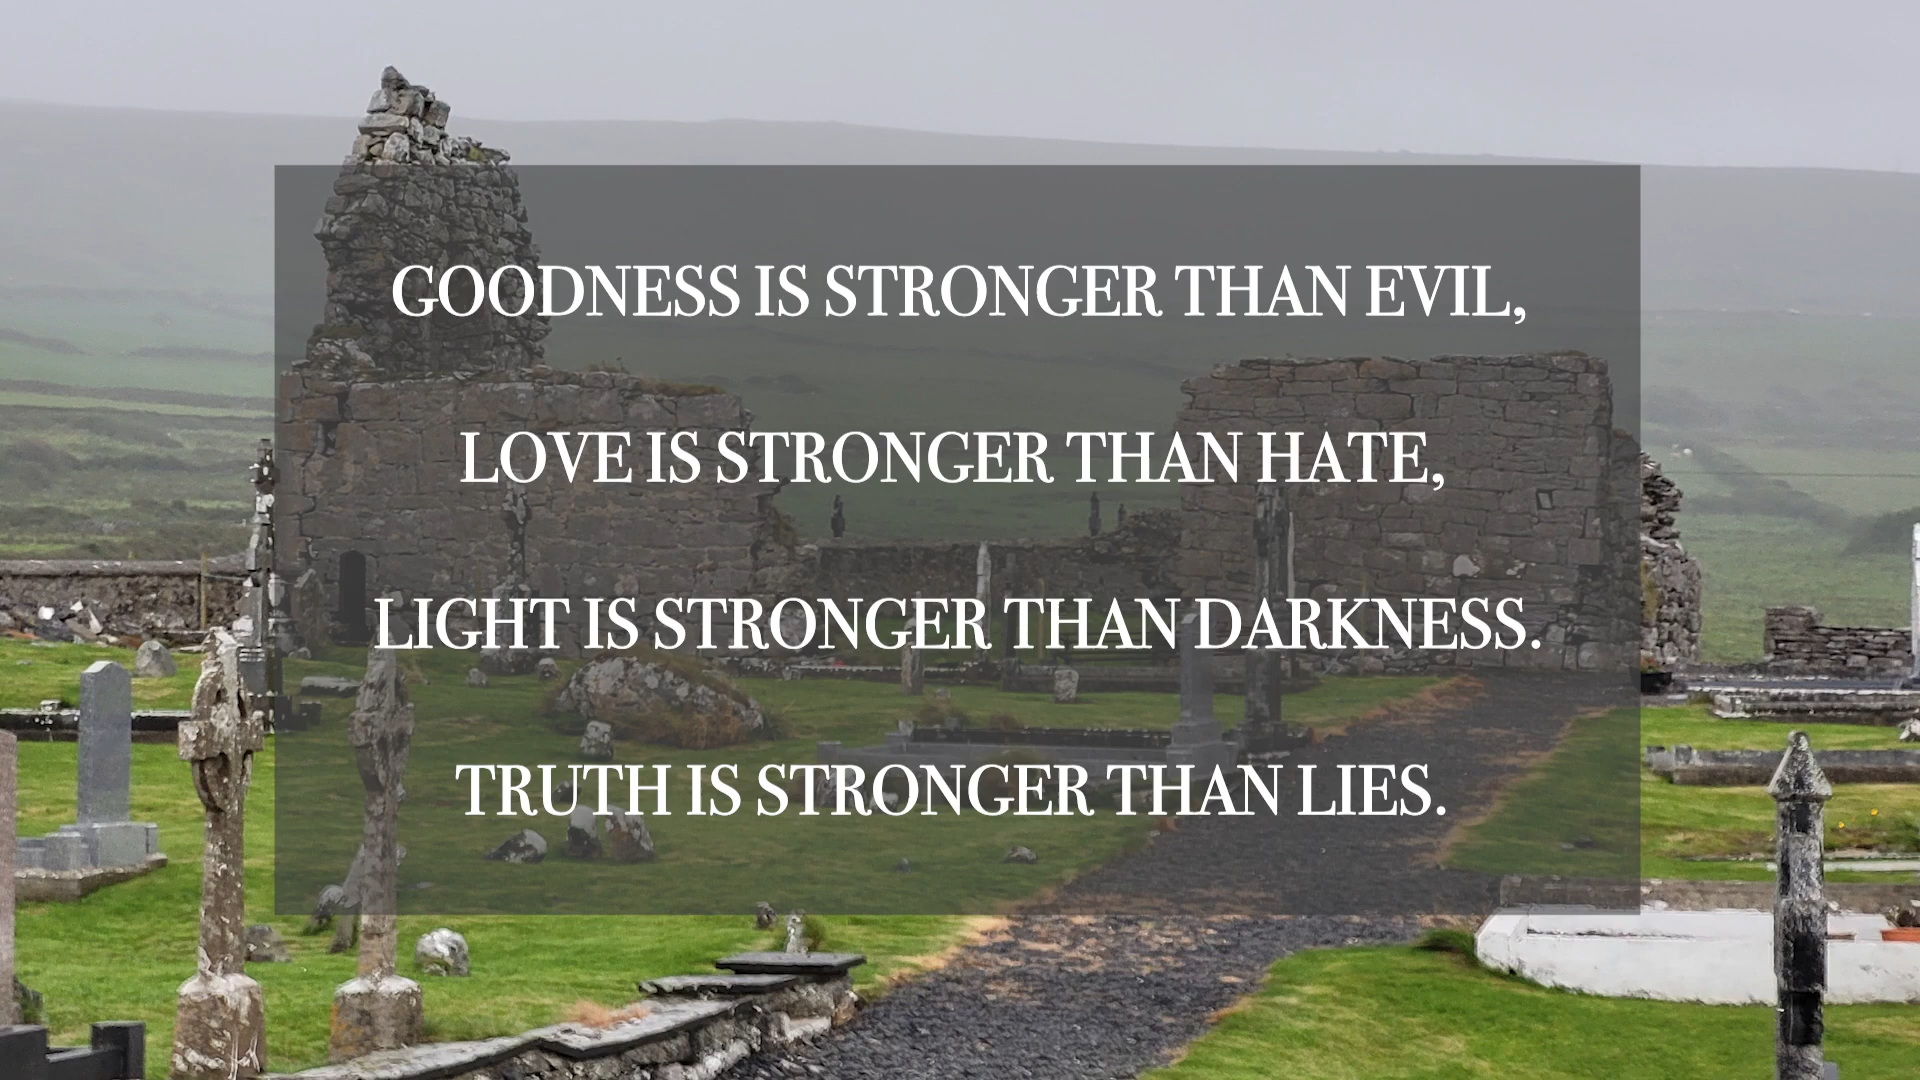 GOODNESS IS STRONGER THAN EVIL,
LOVE IS STRONGER THAN HATE,
LIGHT IS STRONGER THAN DARKNESS.
TRUTH IS STRONGER THAN LIES.